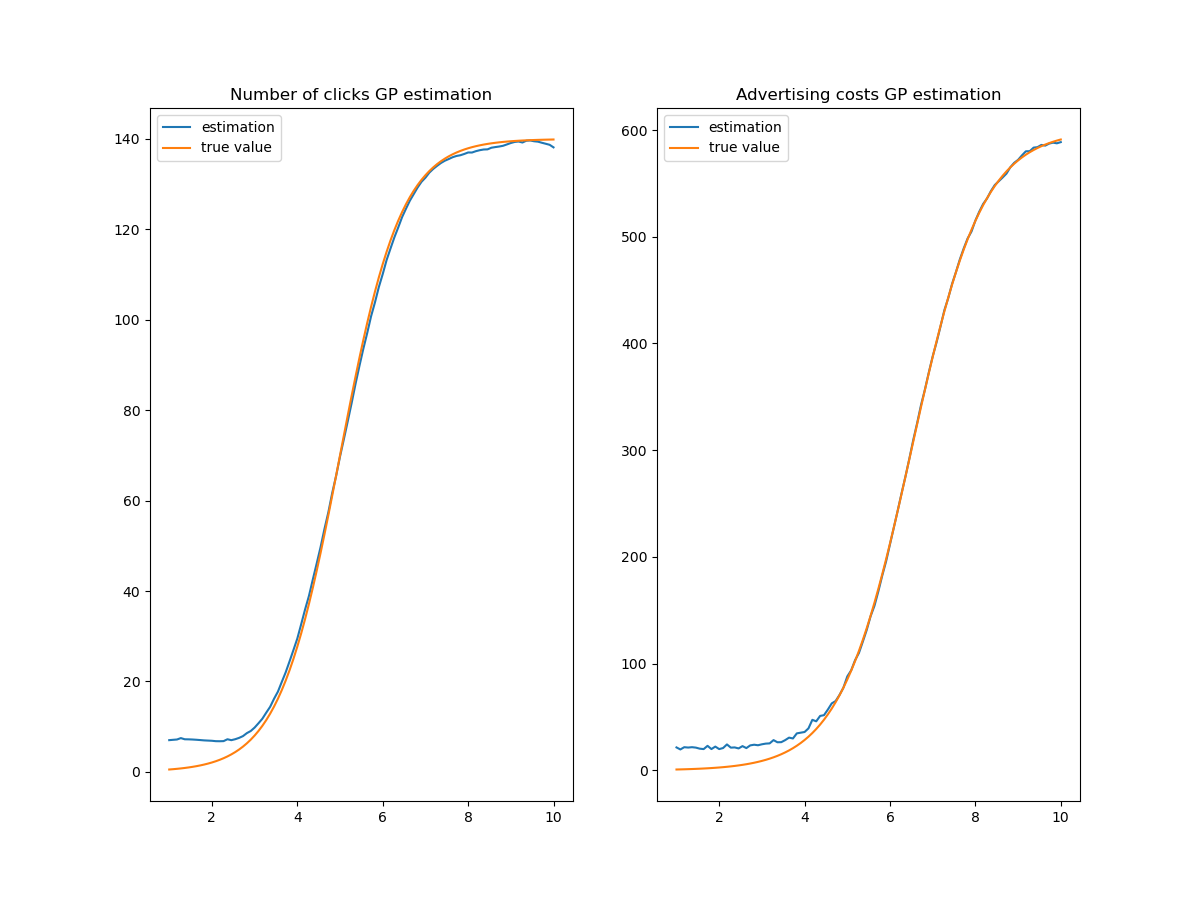 Number of clicks GP estimation
estimation
true value
140
120
100
80
60
40
20
0
2 4 6 8 10
Advertising costs GP estimation
estimation
true value
600
500
400
300
200
100
0
2 4 6 8 10